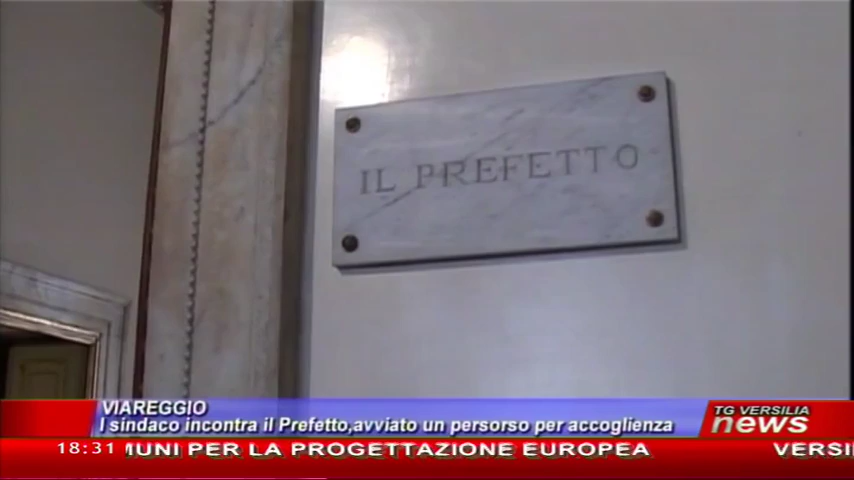 IL PREFETTO
VIAREGGIO
I sindaco incontra il Prefetto,avviato un persorso per accoglienza
TG VERSILIA
news
18:31 MUNI PER LA PROGETTAZIONE EUROPEA VERSI